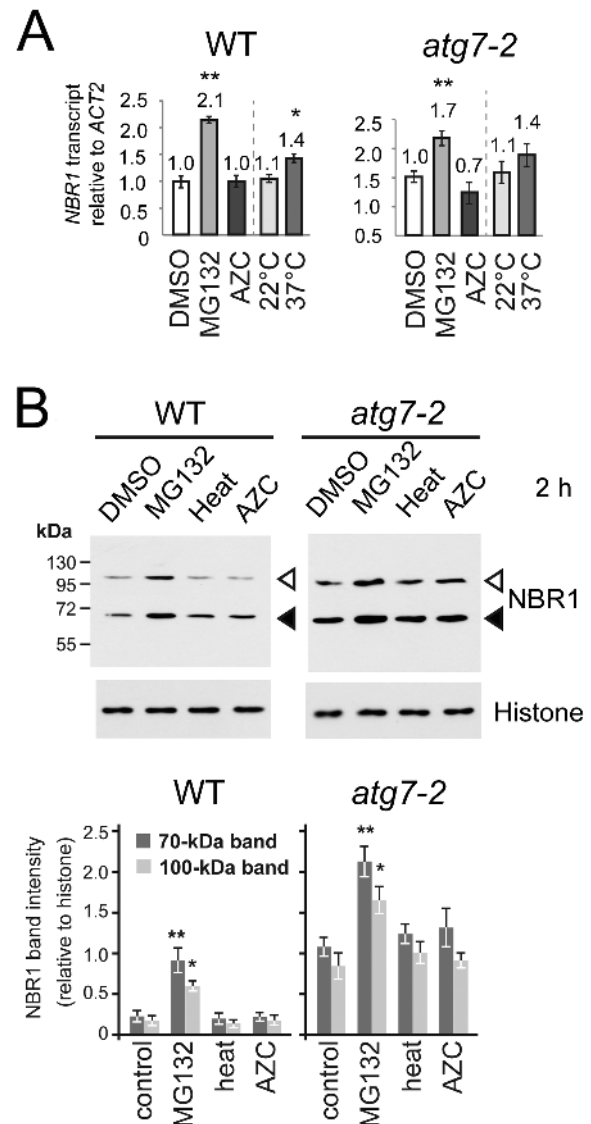 A
WT
atg7-2
NBR1 transcript
relative to ACT2
2.5
2.0
1.5
1.0
0.5
0
1.0
**
2.1
1.0
1.1
*
1.4
DMSO
MG132
AZC
22°C
37°C
2.5
2.0
1.5
1.0
0.5
1.0
**
1.7
0.7
1.1
1.4
DMSO
MG132
AZC
22°C
37°C
B
WT
atg7-2
DMSO
MG132
Heat
AZC
DMSO
MG132
Heat
AZC
2 h
kDa
130
95
72
55
NBR1
Histone
WT
atg7-2
NBR1 band intensity
(relative to histone)
2.5
2.0
1.5
1.0
0.5
0
70-kDa band
100-kDa band
**
*
**
*
control
MG132
heat
AZC
control
MG132
heat
AZC